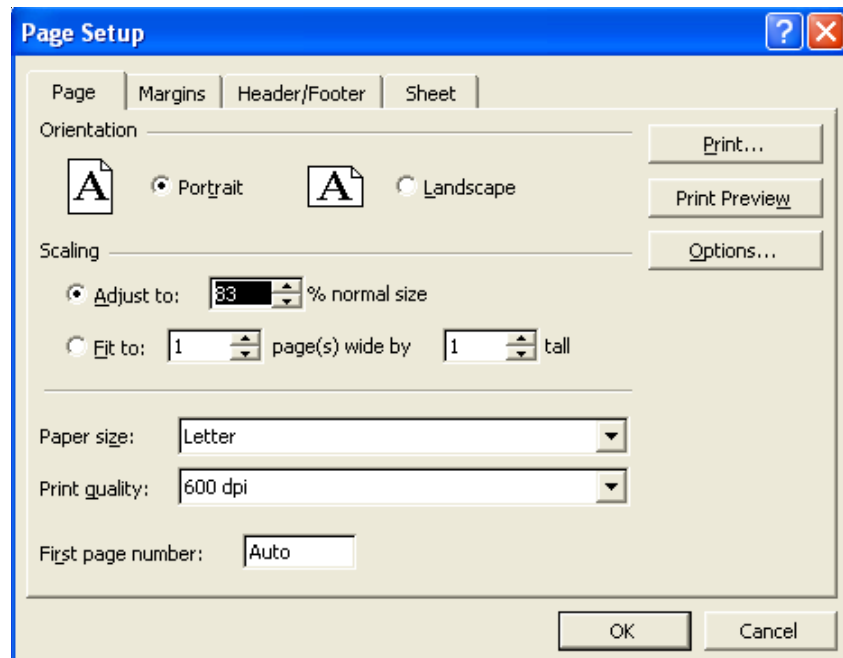 Page Setup
Page Margins Header/Footer Sheet
Orientation
Print...
A Portrait A Landscape
Print Preview
Scaling
Options...
Adjust to: 83 % normal size
Fit to: 1 page(s) wide by 1 tall
Paper size: Letter
Print quality: 600 dpi
First page number: Auto
OK Cancel